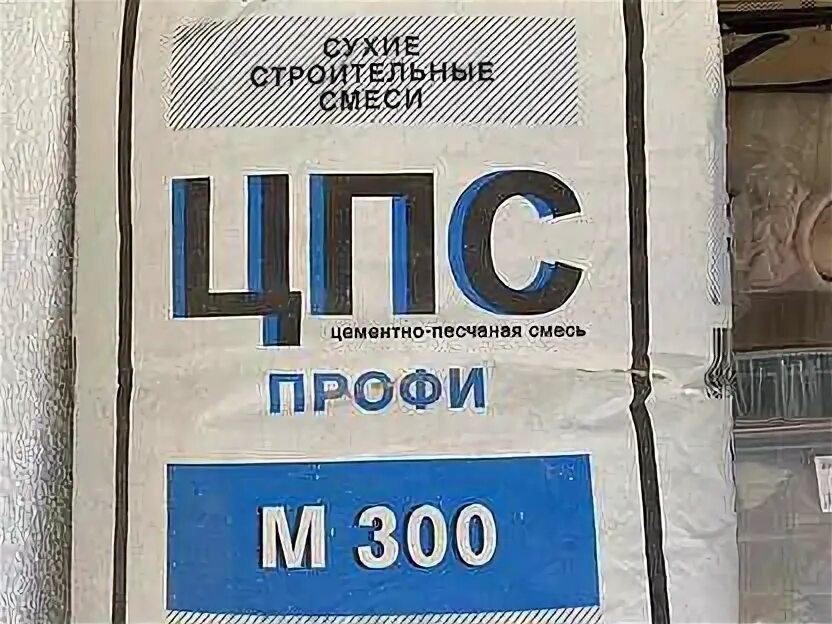 СУХИЕ
СТРОИТЕЛЬНЫЕ
СМЕСИ
ЦПС
цементно-песчаная смесь
ПРОФИ
М 300